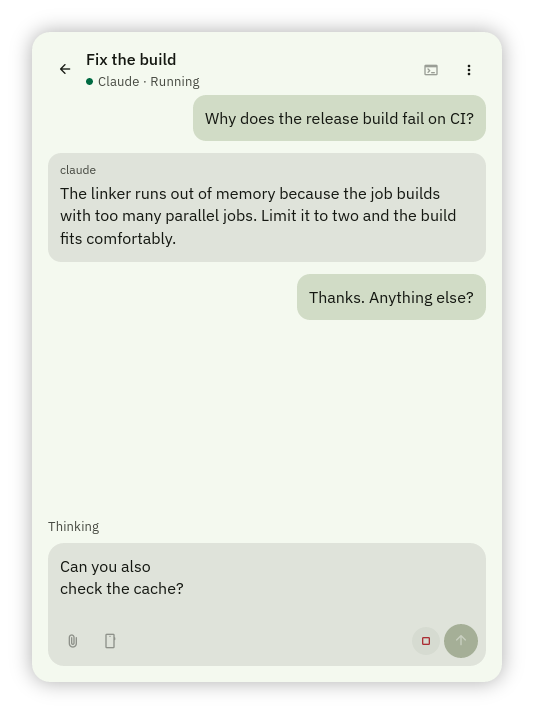 Fix the build
Claude · Running
Why does the release build fail on CI?
claude
The linker runs out of memory because the job builds
with too many parallel jobs. Limit it to two and the build
fits comfortably.
Thanks. Anything else?
Thinking
Can you also
check the cache?